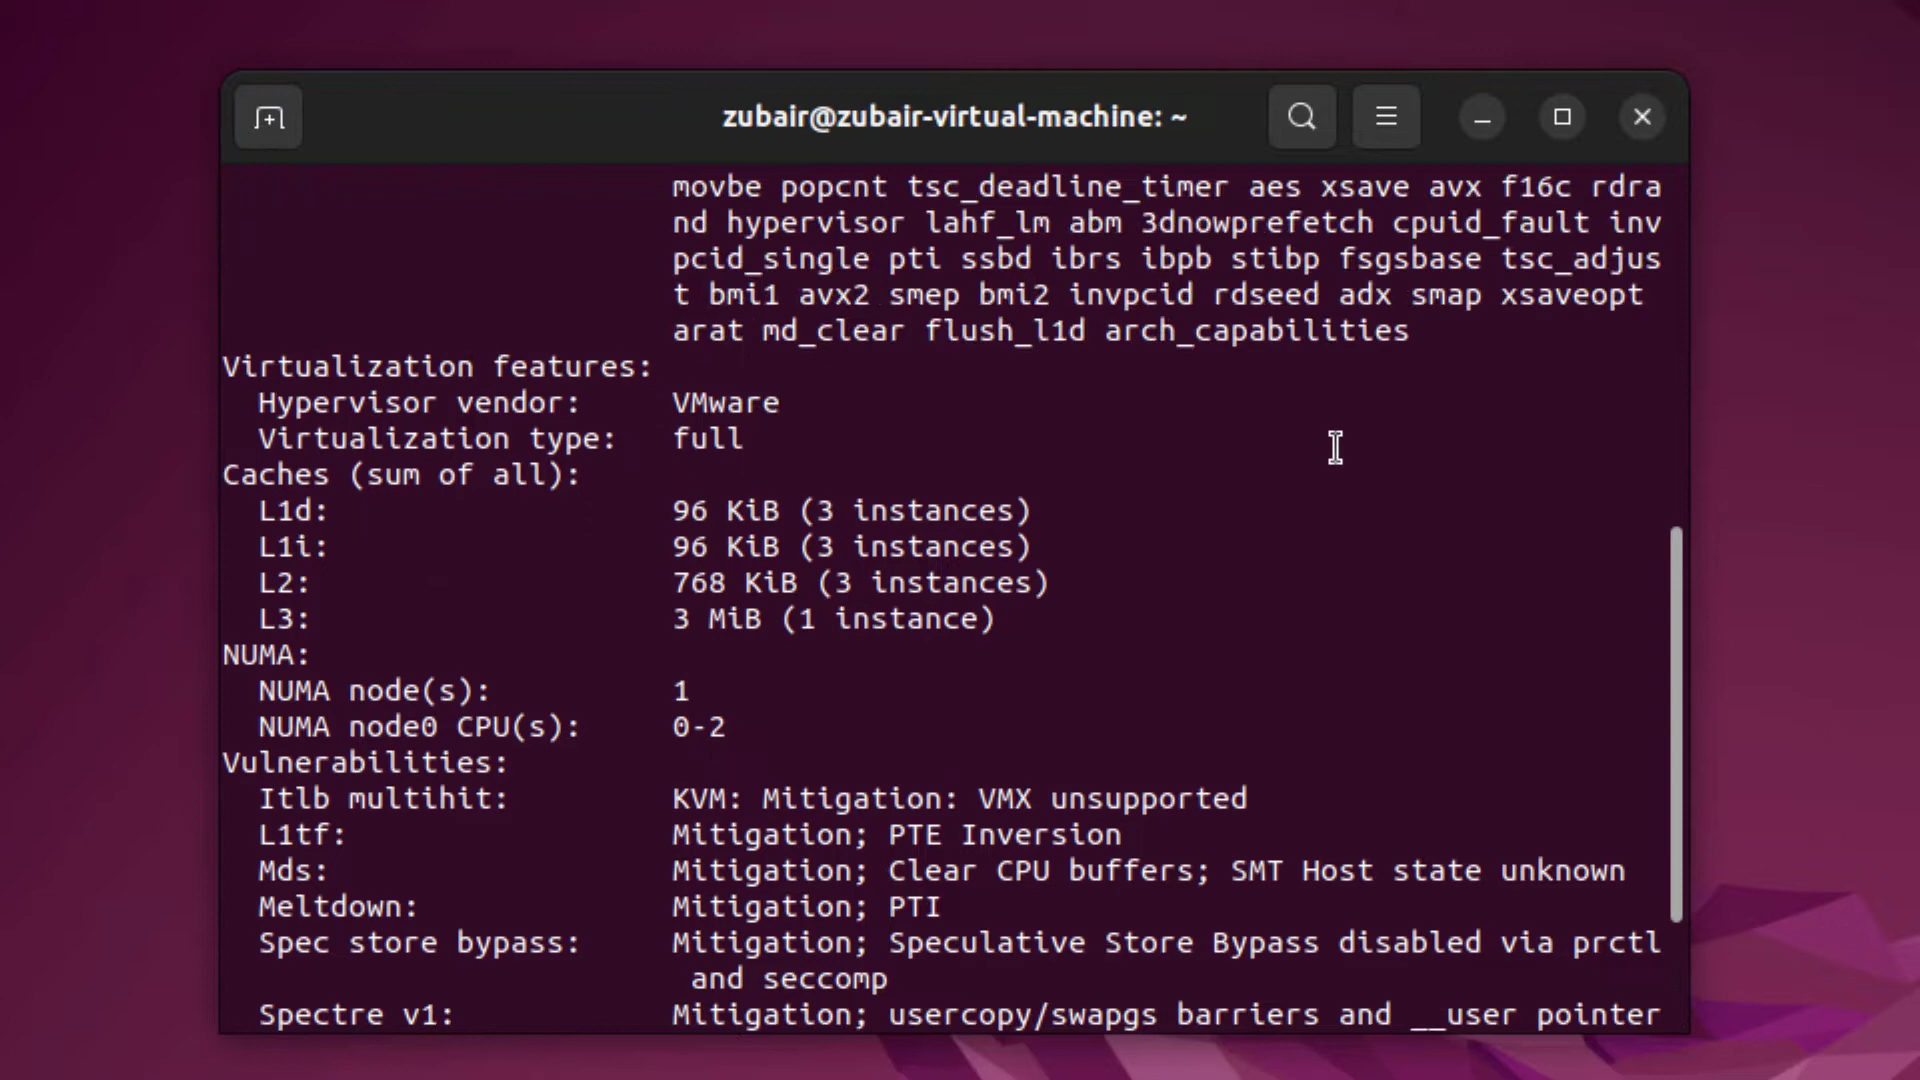 zubair@zubair-virtual-machine: ~
movbe popcnt tsc_deadline_timer aes xsave avx f16c rdra
nd hypervisor lahf_lm abm 3dnowprefetch cpuid_fault inv
pcid_single pti ssbd ibrs ibpb stibp fsgsbase tsc_adjus
t bmi1 avx2 smep bmi2 invpcid rdseed adx smap xsaveopt
arat md_clear flush_l1d arch_capabilities
Virtualization features:
Hypervisor vendor: VMware
Virtualization type: full
Caches (sum of all):
L1d: 96 KiB (3 instances)
L1i: 96 KiB (3 instances)
L2: 768 KiB (3 instances)
L3: 3 MiB (1 instance)
NUMA:
NUMA node(s): 1
NUMA node0 CPU(s): 0-2
Vulnerabilities:
Itlb multihit: KVM: Mitigation: VMX unsupported
L1tf: Mitigation; PTE Inversion
Mds: Mitigation; Clear CPU buffers; SMT Host state unknown
Meltdown: Mitigation; PTI
Spec store bypass: Mitigation; Speculative Store Bypass disabled via prctl
and seccomp
Spectre v1: Mitigation; usercopy/swapgs barriers and __user pointer